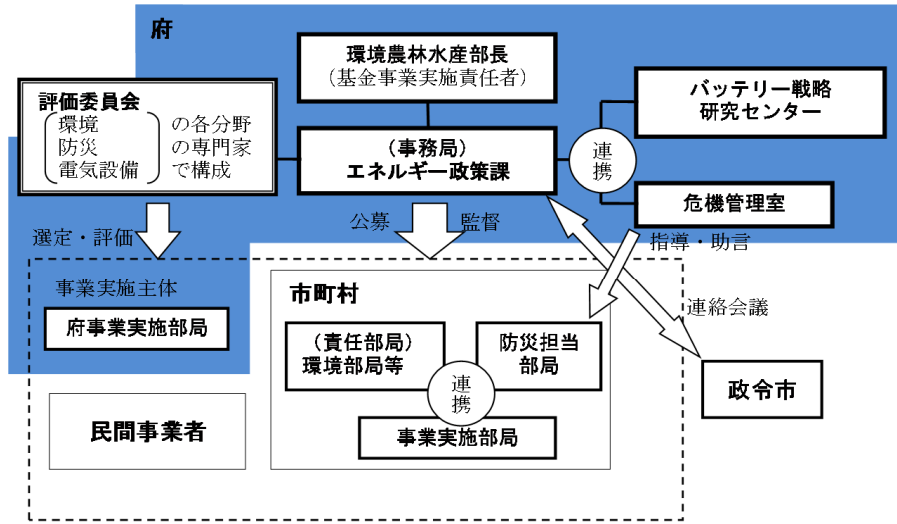 府
環境農林水産部長
（基金事業実施責任者）
評価委員会
環境
防災
電気設備
の各分野
の専門家
で構成
（事務局）
エネルギー政策課
連携
バッテリー戦略
研究センター
危機管理室
選定・評価
公募
監督
指導・助言
連絡会議
事業実施主体
府事業実施部局
市町村
（責任部局）
環境部局等
防災担当
部局
連携
事業実施部局
民間事業者
政令市